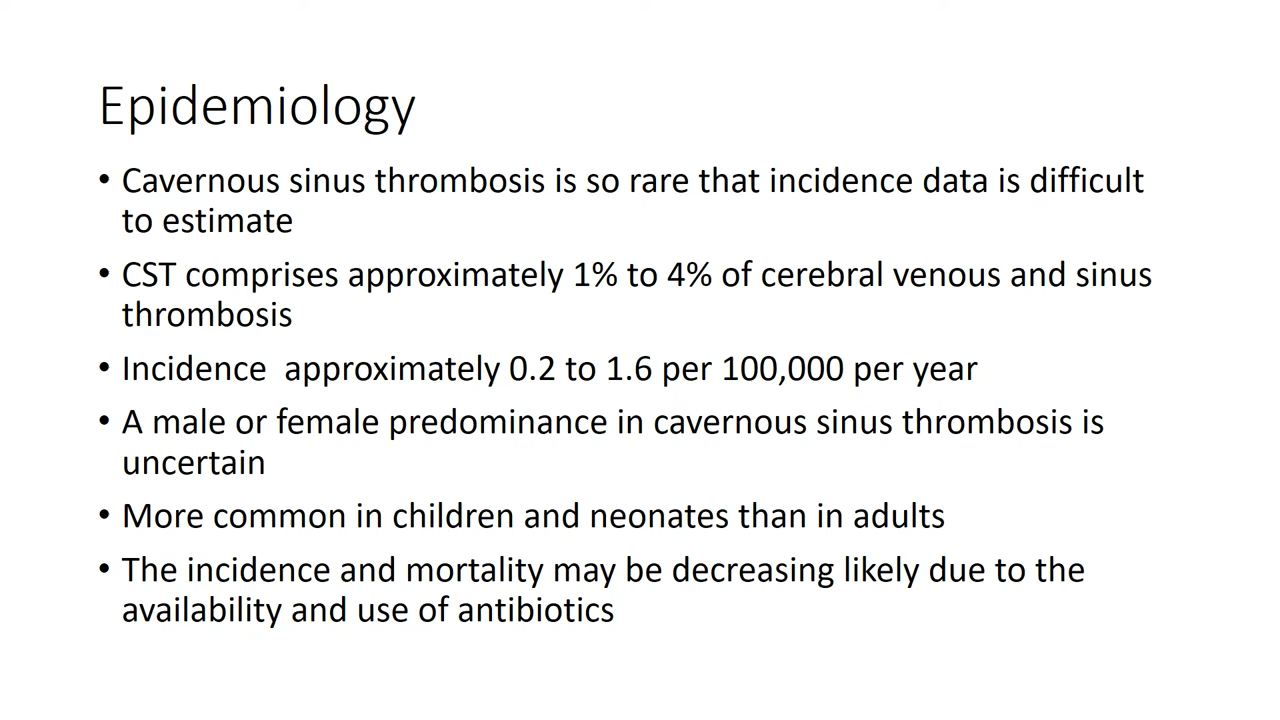 Epidemiology
• Cavernous sinus thrombosis is so rare that incidence data is difficult
to estimate
• CST comprises approximately 1% to 4% of cerebral venous and sinus
thrombosis
• Incidence  approximately 0.2 to 1.6 per 100,000 per year
• A male or female predominance in cavernous sinus thrombosis is
uncertain
• More common in children and neonates than in adults
• The incidence and mortality may be decreasing likely due to the
availability and use of antibiotics